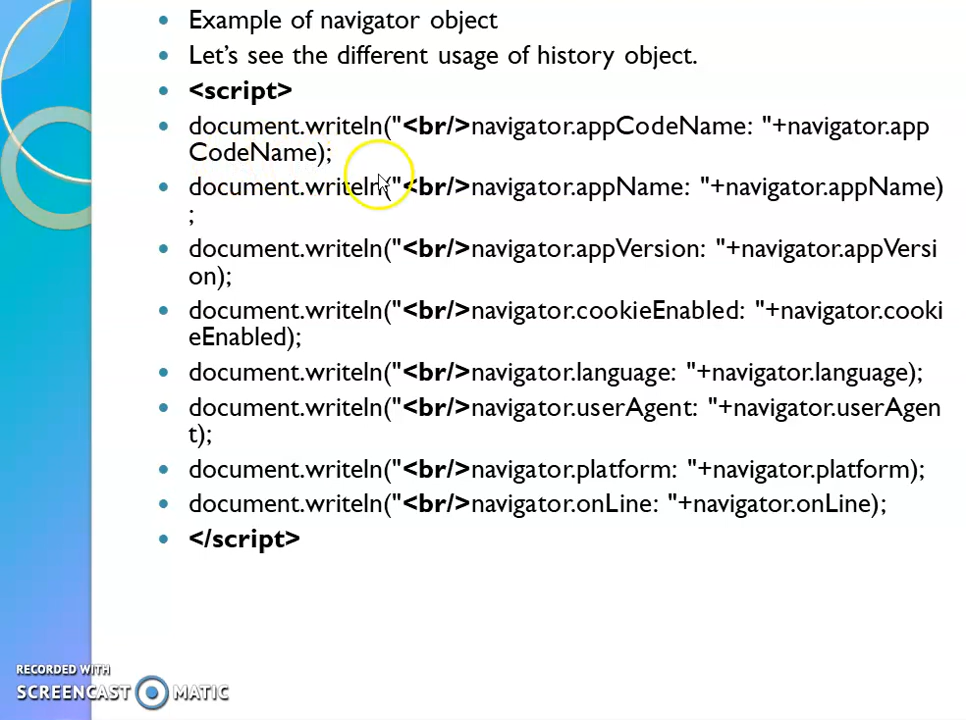 Example of navigator object
Let's see the different usage of history object.
<script>
document.writeln("<br/>navigator.appCodeName: "+navigator.app
CodeName);
document.writeln("<br/>navigator.appName: "+navigator.appName)
;
document.writeln("<br/>navigator.appVersion: "+navigator.appVersi
on);
document.writeln("<br/>navigator.cookieEnabled: "+navigator.cooki
eEnabled);
document.writeln("<br/>navigator.language: "+navigator.language);
document.writeln("<br/>navigator.userAgent: "+navigator.userAgen
t);
document.writeln("<br/>navigator.platform: "+navigator.platform);
document.writeln("<br/>navigator.onLine: "+navigator.onLine);
</script>
RECORDED WITH
SCREENCAST MATIC